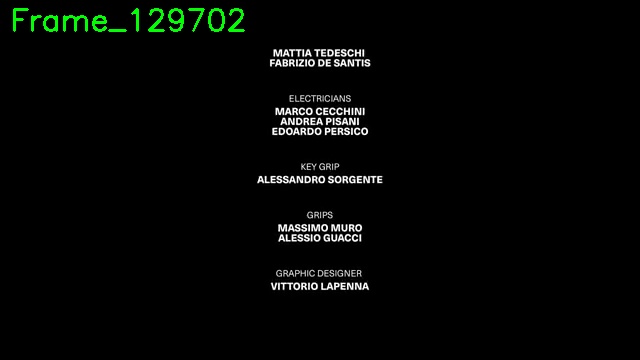 Frame_129702
MATTIA TEDESCHI
FABRIZIO DE SANTIS
ELECTRICIANS
MARCO CECCHINI
ANDREA PISANI
EDOARDO PERSICO
KEY GRIP
ALESSANDRO SORGENTE
GRIPS
MASSIMO MURO
ALESSIO GUACCI
GRAPHIC DESIGNER
VITTORIO LAPENNA